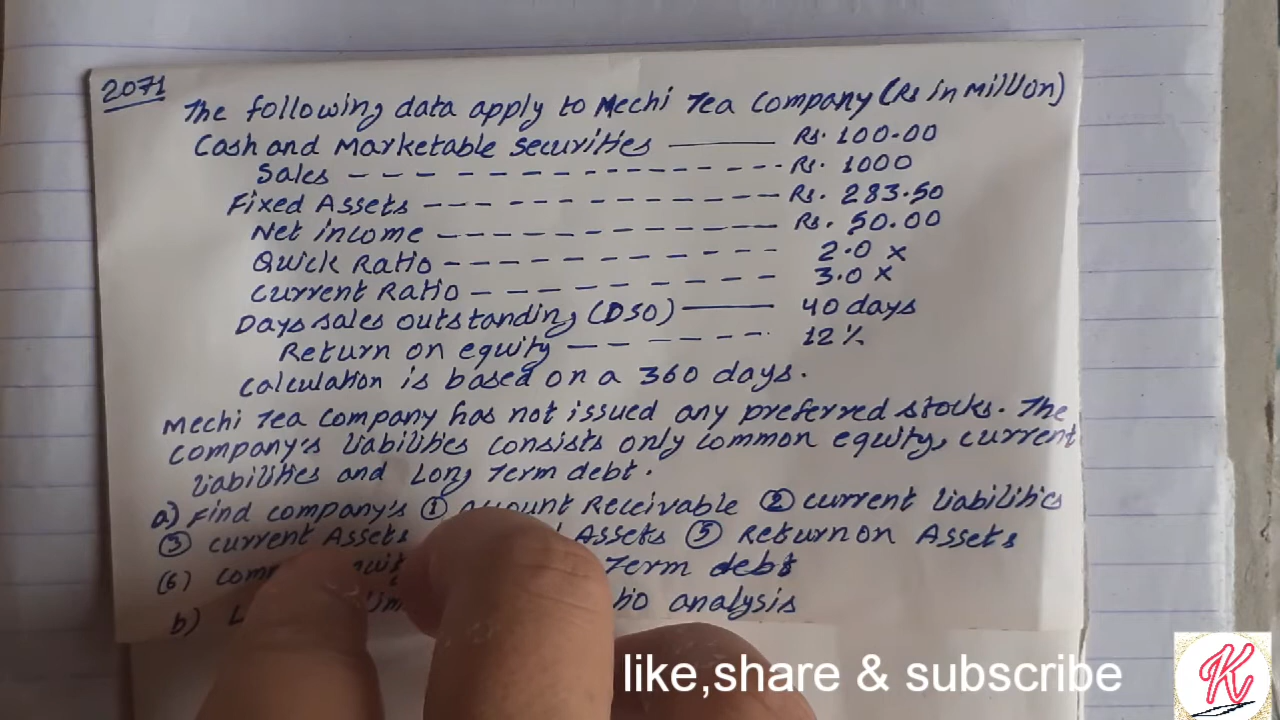 2071
The following data apply to Mechi Tea Company (Rs in million)
Cash and Marketable securities ——— Rs. 100.00
Sales - - - - - - - - - - - - - - - Rs. 1000
Fixed Assets - - - - - - - - - - - - Rs. 283.50
Net income - - - - - - - - - - - - Rs. 50.00
Quick Ratio - - - - - - - - - - - 2.0 x
Current Ratio - - - - - - - - - - 3.0 x
Days sales outstanding (DSO) ——— 40 days
Return on equity - - - - - - - 12%
Calculation is based on a 360 days.
Mechi Tea Company has not issued any preferred stocks. The
company's liabilities consists only common equity, current
liabilities and Long Term debt.
a) Find company's ① account Receivable ② current liabilities
③ current Assets Assets ⑤ Return on Assets
(6) Term debt
b) analysis
like,share & subscribe
K